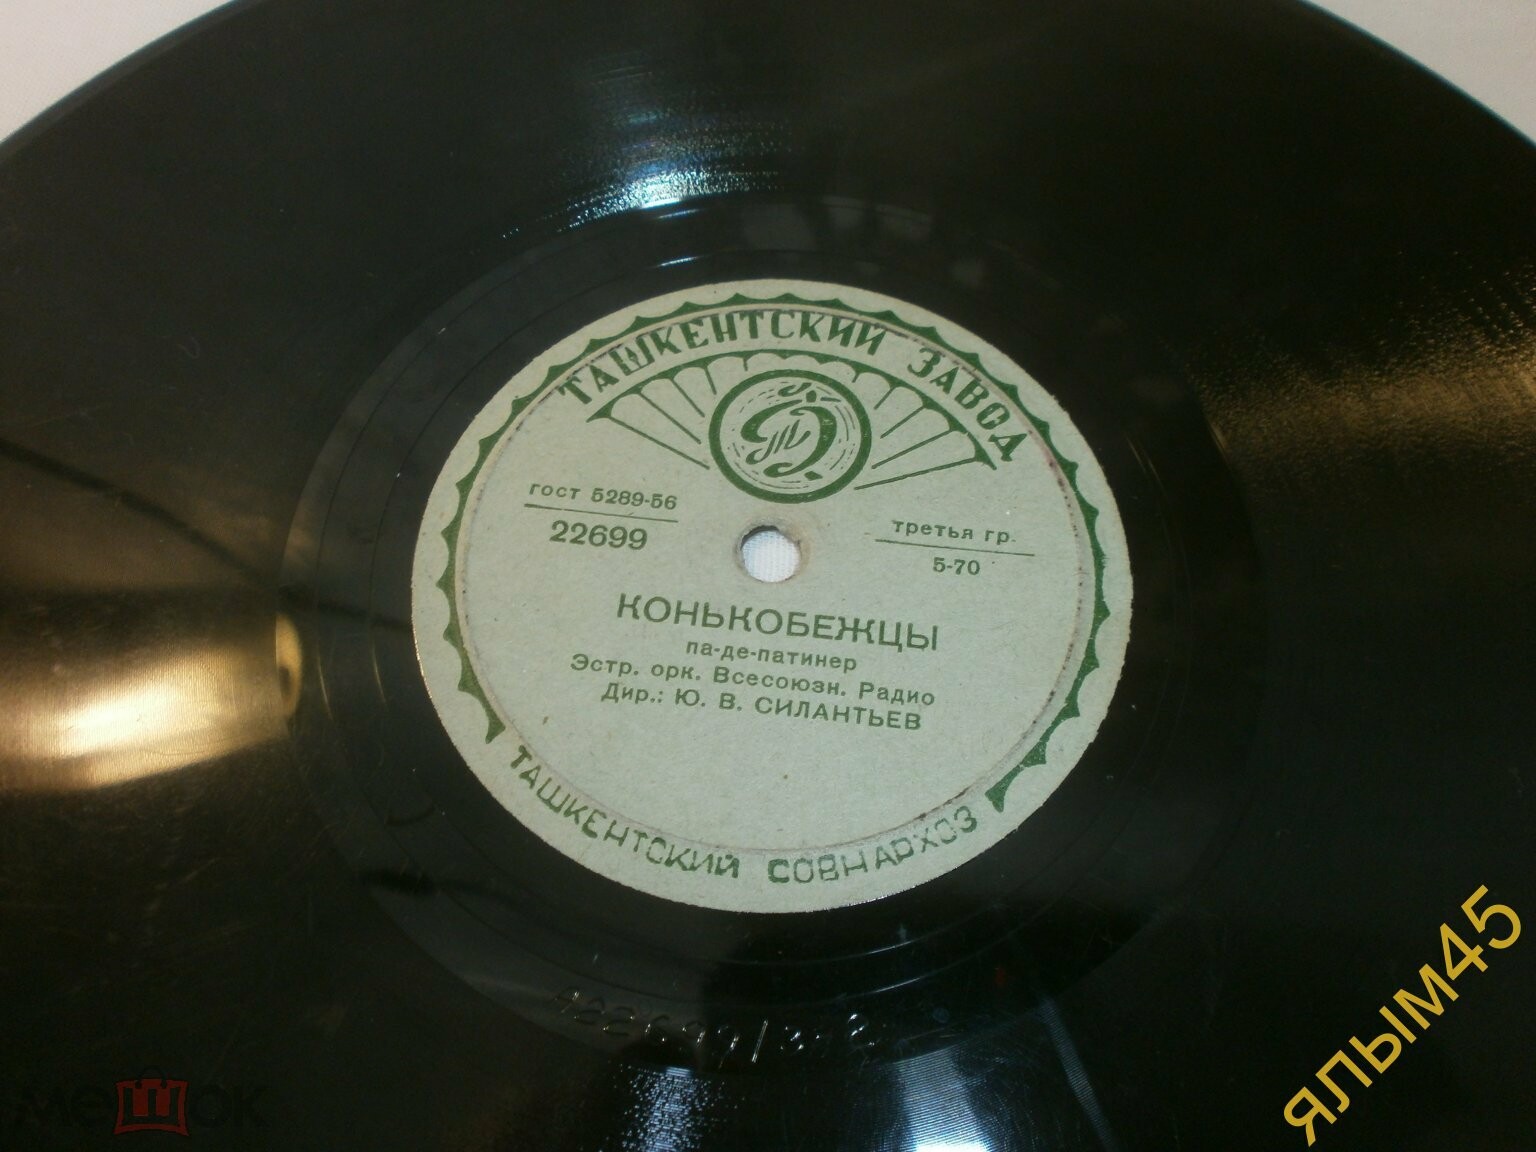 ТАШКЕНТСКИЙ ЗАВОД
ГОСТ 5289-56
22699
третья гр.
5-70
КОНЬКОБЕЖЦЫ
па-де-патинер
Эстр. орк. Всесоюзн. Радио
Дир.: Ю. В. СИЛАНТЬЕВ
ТАШКЕНТСКИЙ СОВНАРХОЗ
ялым45
мешок